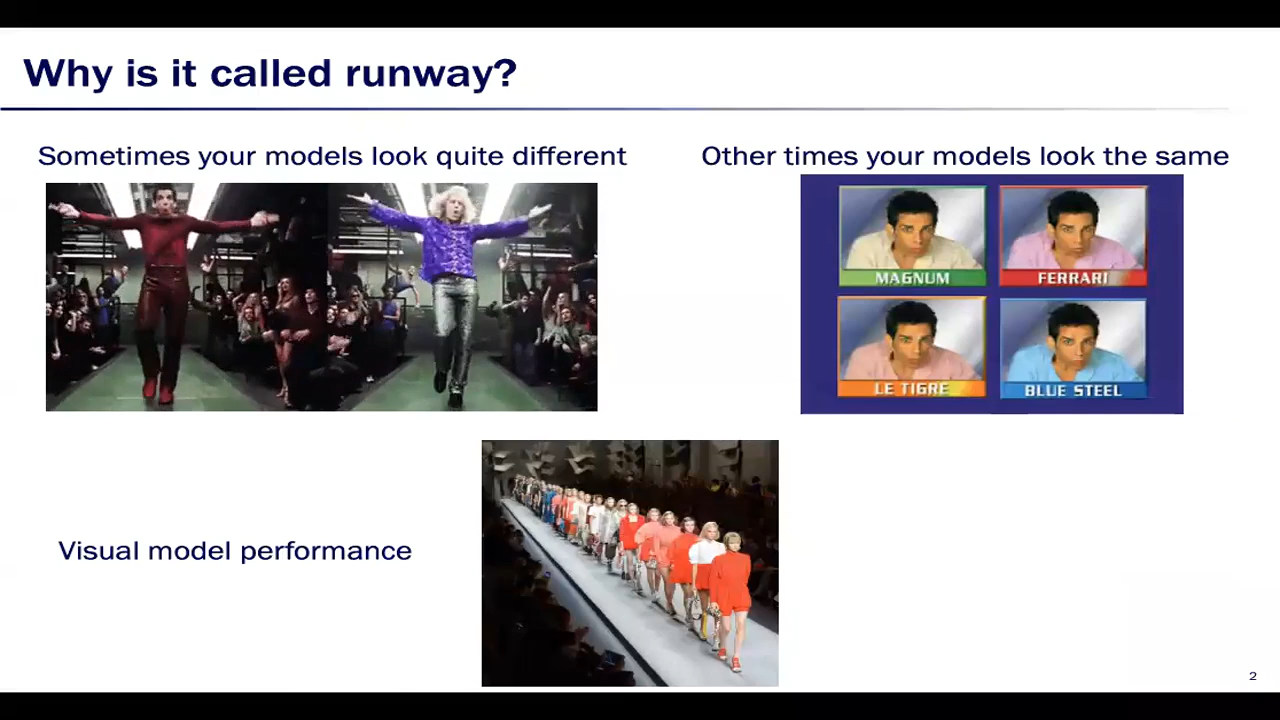 Why is it called runway?
Sometimes your models look quite different
Other times your models look the same
MAGNUM
FERRARI
LE TIGRE
BLUE STEEL
Visual model performance
2